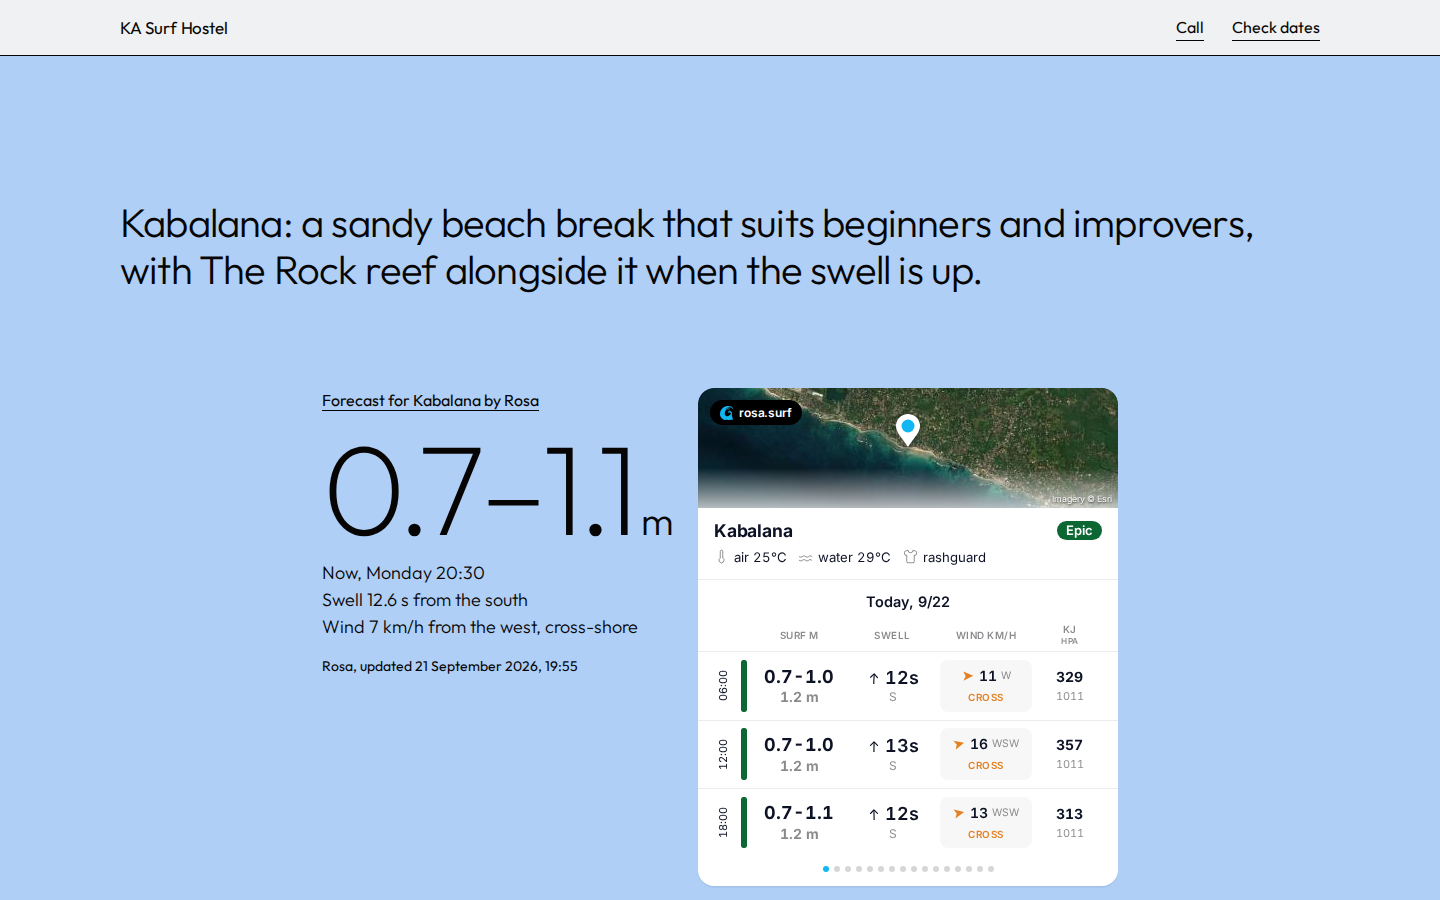 KA Surf Hostel
Call
Check dates
Kabalana: a sandy beach break that suits beginners and improvers,
with The Rock reef alongside it when the swell is up.
Forecast for Kabalana by Rosa
0.7–1.1 m
Now, Monday 20:30
Swell 12.6 s from the south
Wind 7 km/h from the west, cross-shore
Rosa, updated 21 September 2026, 19:55
rosa.surf
Imagery © Esri
Kabalana
Epic
air 25°C water 29°C rashguard
Today, 9/22
SURF M SWELL WIND KM/H KJ
HPA
06:00 0.7-1.0 12s 11 W 329
1.2 m S CROSS 1011
12:00 0.7-1.0 13s 16 WSW 357
1.2 m S CROSS 1011
18:00 0.7-1.1 12s 13 WSW 313
1.2 m S CROSS 1011